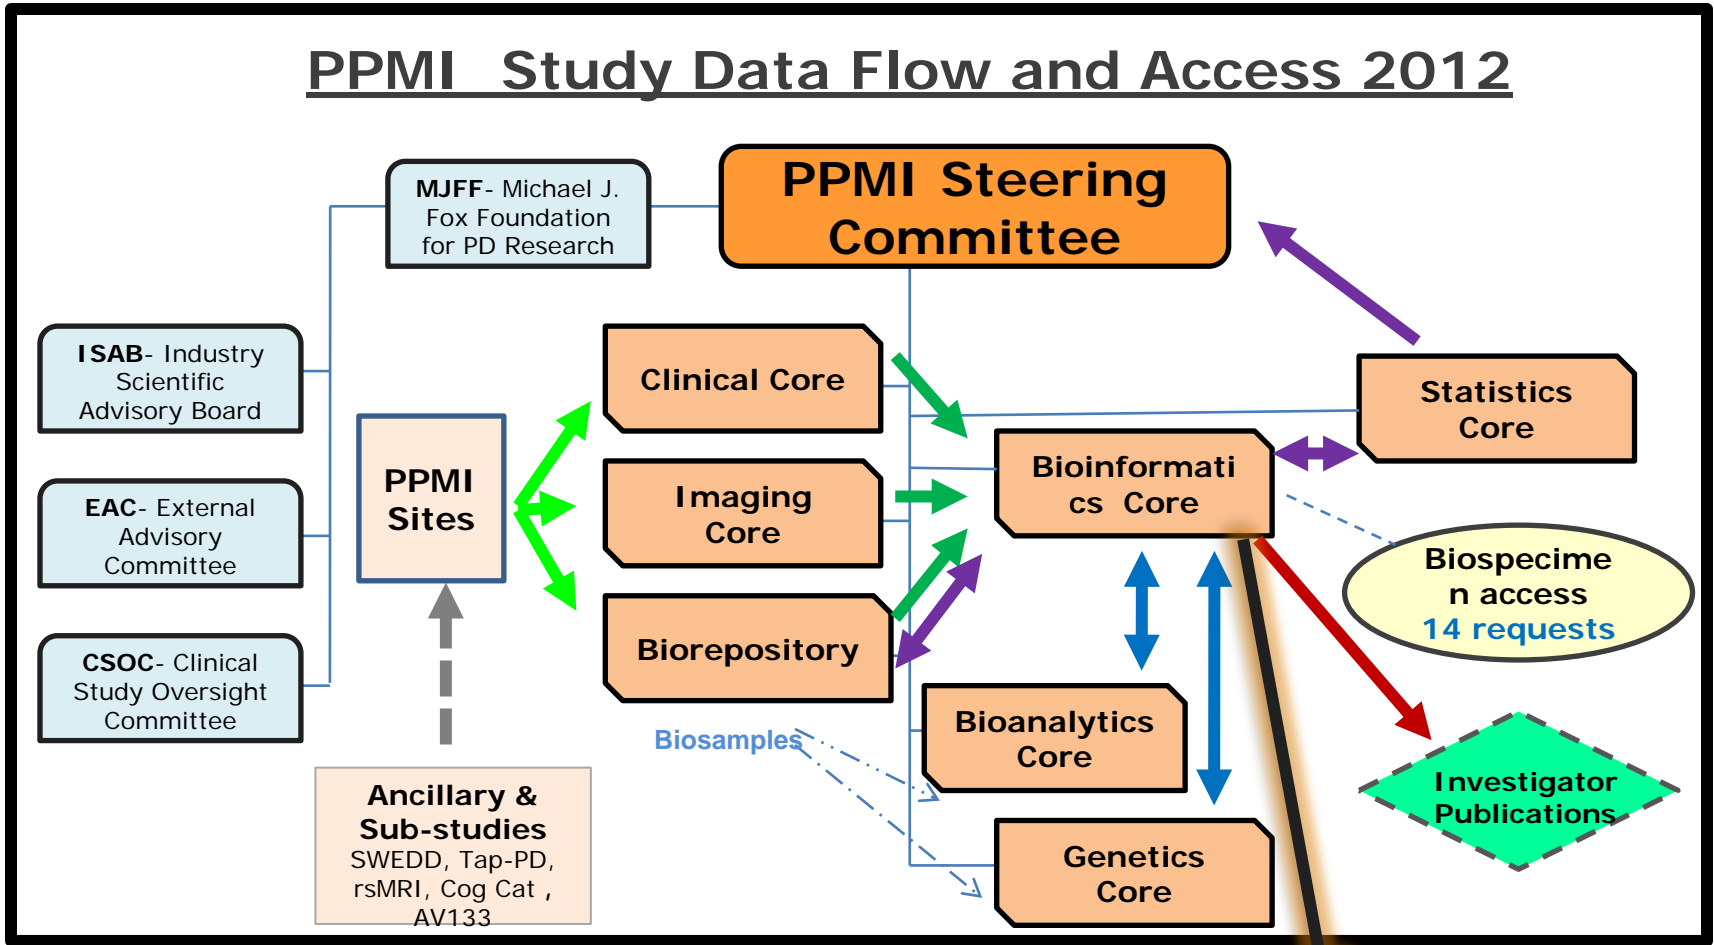 PPMI Study Data Flow and Access 2012
MJFF- Michael J.
Fox Foundation
for PD Research
PPMI Steering
Committee
ISAB- Industry
Scientific
Advisory Board
EAC- External
Advisory
Committee
CSOC- Clinical
Study Oversight
Committee
PPMI
Sites
Ancillary &
Sub-studies
SWEDD, Tap-PD,
rsMRI, Cog Cat ,
AV133
Clinical Core
Imaging
Core
Biorepository
Biosamples
Bioinformati
cs Core
Bioanalytics
Core
Genetics
Core
Statistics
Core
Biospecime
n access
14 requests
Investigator
Publications